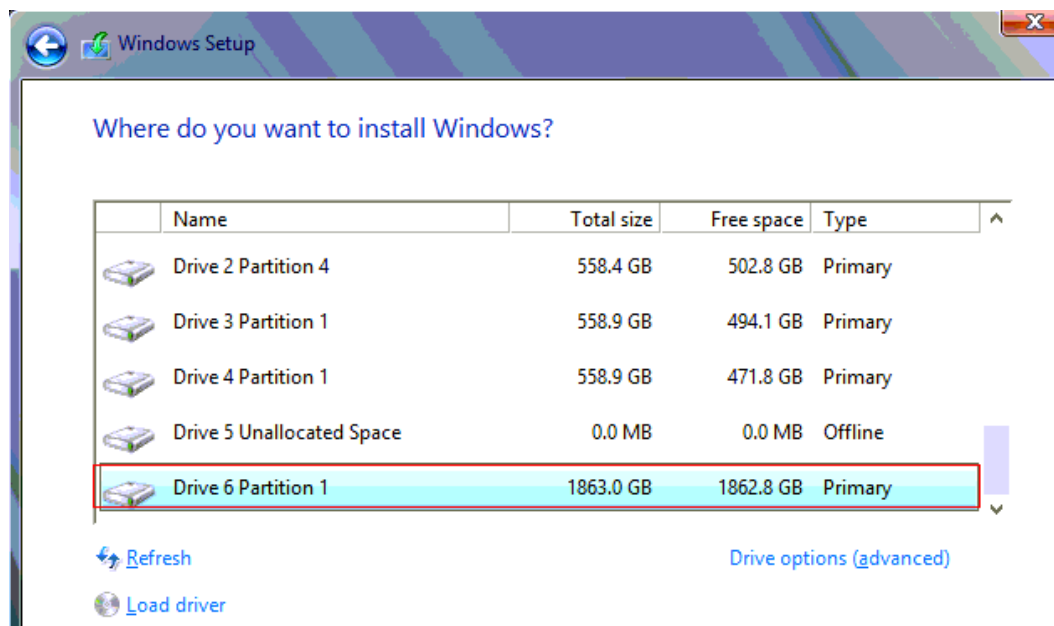 Windows Setup
Where do you want to install Windows?
Name Total size Free space Type
Drive 2 Partition 4 558.4 GB 502.8 GB Primary
Drive 3 Partition 1 558.9 GB 494.1 GB Primary
Drive 4 Partition 1 558.9 GB 471.8 GB Primary
Drive 5 Unallocated Space 0.0 MB 0.0 MB Offline
Drive 6 Partition 1 1863.0 GB 1862.8 GB Primary
Refresh Drive options (advanced)
Load driver